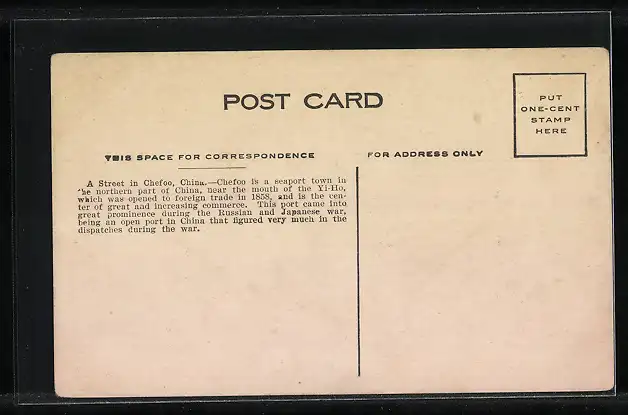 POST CARD
PUT
ONE-CENT
STAMP
HERE
THIS SPACE FOR CORRESPONDENCE
FOR ADDRESS ONLY
A Street in Chefoo, China.—Chefoo is a seaport town in
the northern part of China, near the mouth of the Yi-Ho,
which was opened to foreign trade in 1858, and is the cen-
ter of great and increasing commerce. This port came into
great prominence during the Russian and Japanese war,
being an open port in China that figured very much in the
dispatches during the war.